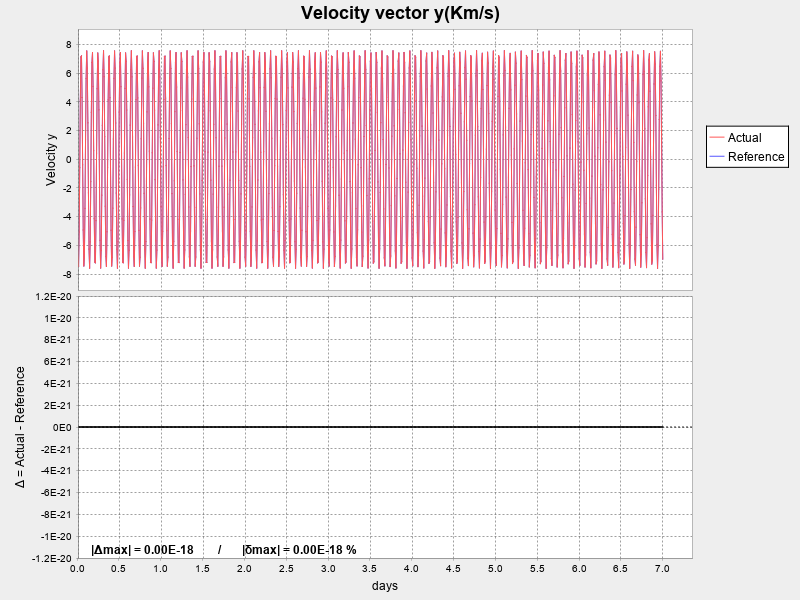 Velocity vector y(Km/s)
8
6
4
2
0
-2
-4
-6
-8
Velocity y
Actual
Reference
1.2E-20
1E-20
8E-21
6E-21
4E-21
2E-21
0E0
-2E-21
-4E-21
-6E-21
-8E-21
-1E-20
-1.2E-20
Δ = Actual - Reference
|Δmax| = 0.00E-18 / |δmax| = 0.00E-18 %
0.0 0.5 1.0 1.5 2.0 2.5 3.0 3.5 4.0 4.5 5.0 5.5 6.0 6.5 7.0
days